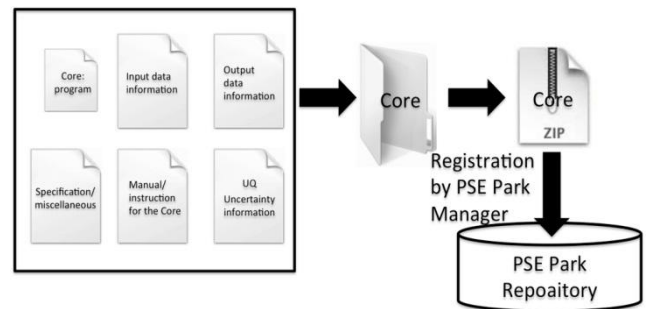 Core:
program
Input data
information
Output
data
information
Specification/
miscellaneous
Manual/
instruction
for the Core
UQ
Uncertainty
information
Core
Core
ZIP
Registration
by PSE Park
Manager
PSE Park
Repoaitory